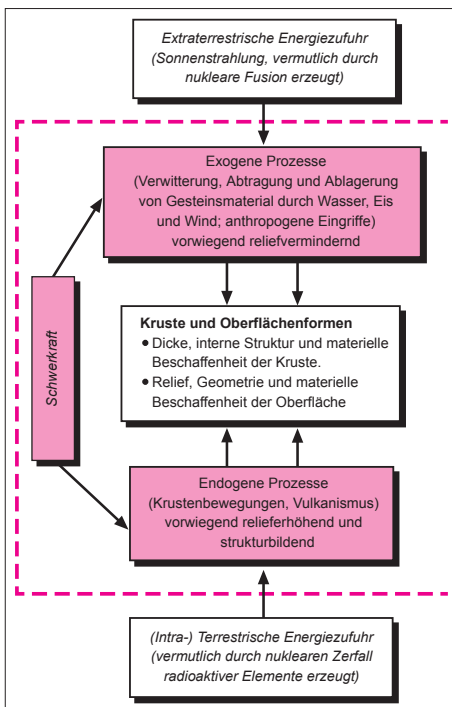 Extraterrestrische Energiezufuhr
(Sonnenstrahlung, vermutlich durch
nukleare Fusion erzeugt)
Exogene Prozesse
(Verwitterung, Abtragung und Ablagerung
von Gesteinsmaterial durch Wasser, Eis
und Wind; anthropogene Eingriffe)
vorwiegend reliefvermindernd
Schwerkraft
Kruste und Oberflächenformen
● Dicke, interne Struktur und materielle
Beschaffenheit der Kruste.
● Relief, Geometrie und materielle
Beschaffenheit der Oberfläche
Endogene Prozesse
(Krustenbewegungen, Vulkanismus)
vorwiegend relieferhöhend und
strukturbildend
(Intra-) Terrestrische Energiezufuhr
(vermutlich durch nuklearen Zerfall
radioaktiver Elemente erzeugt)